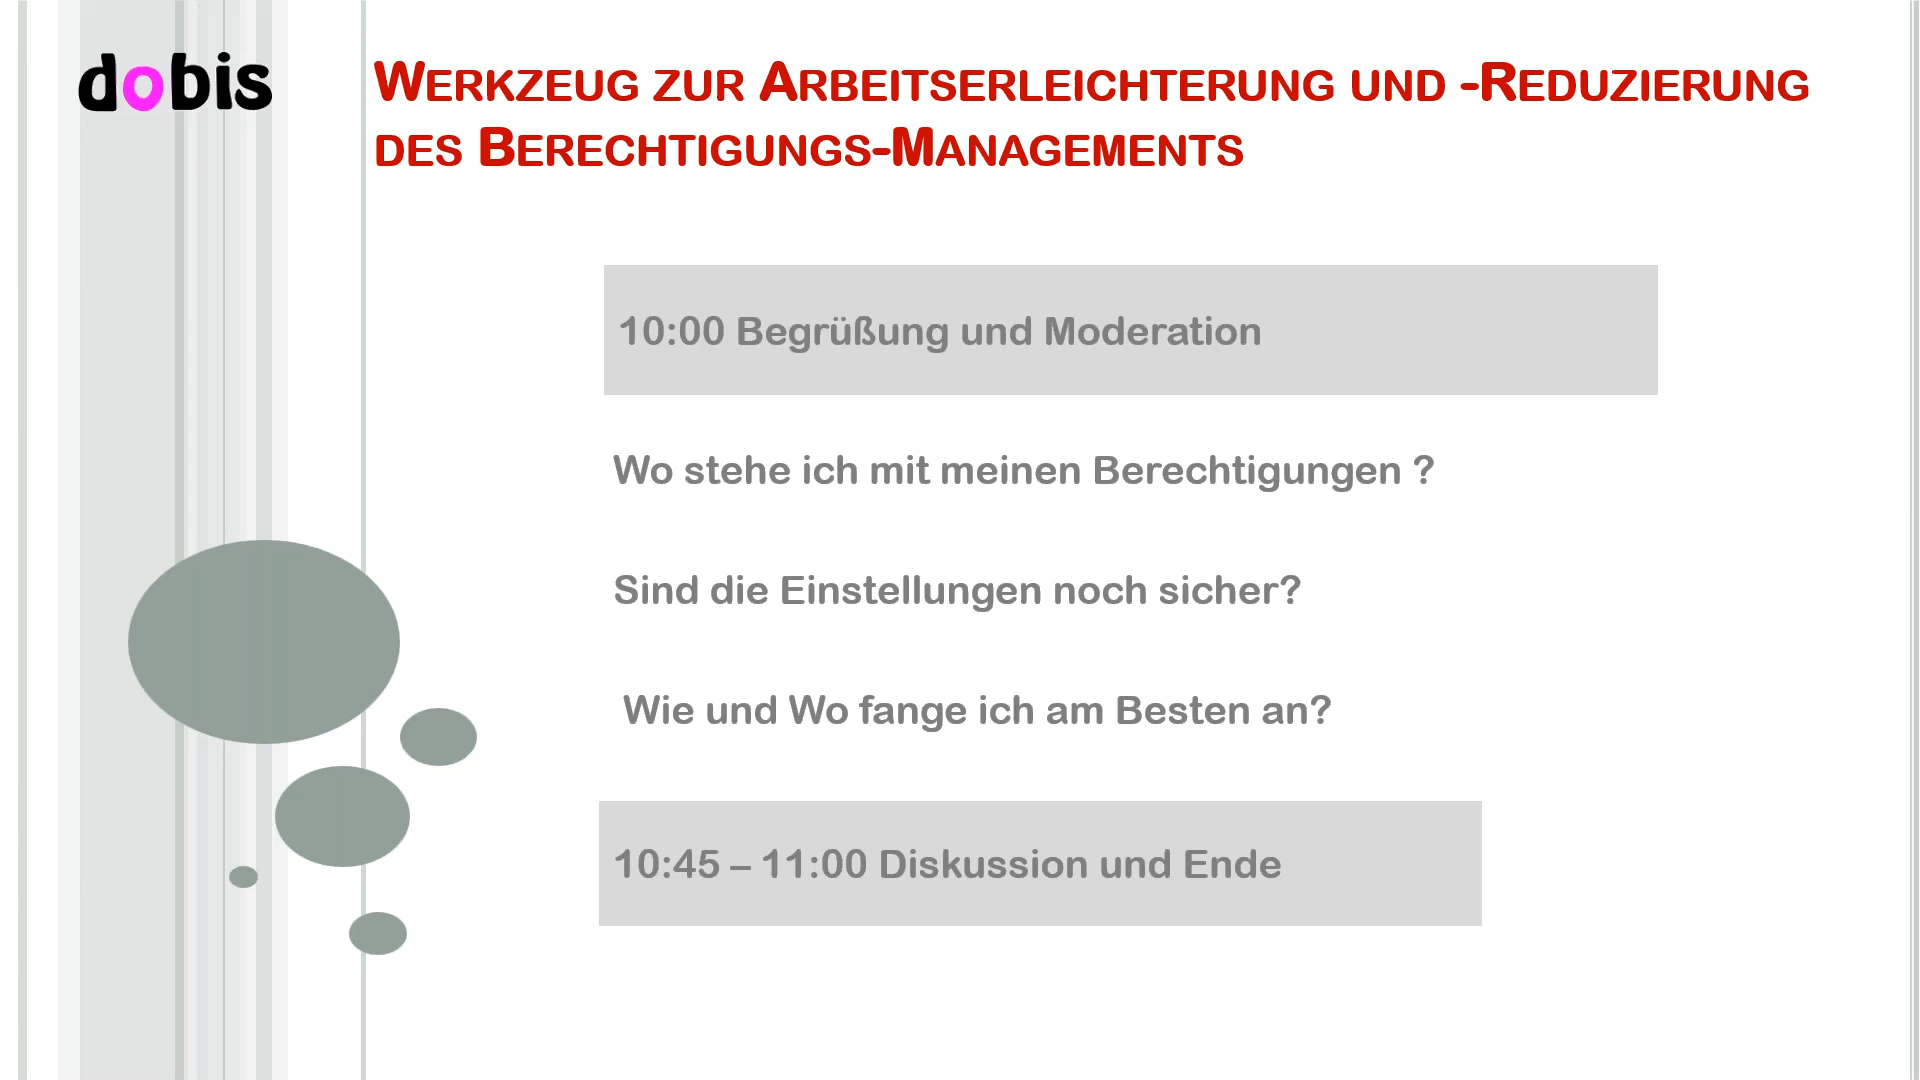 dobis
WERKZEUG ZUR ARBEITSERLEICHTERUNG UND -REDUZIERUNG
DES BERECHTIGUNGS-MANAGEMENTS
10:00 Begrüßung und Moderation
Wo stehe ich mit meinen Berechtigungen ?
Sind die Einstellungen noch sicher?
Wie und Wo fange ich am Besten an?
10:45 – 11:00 Diskussion und Ende